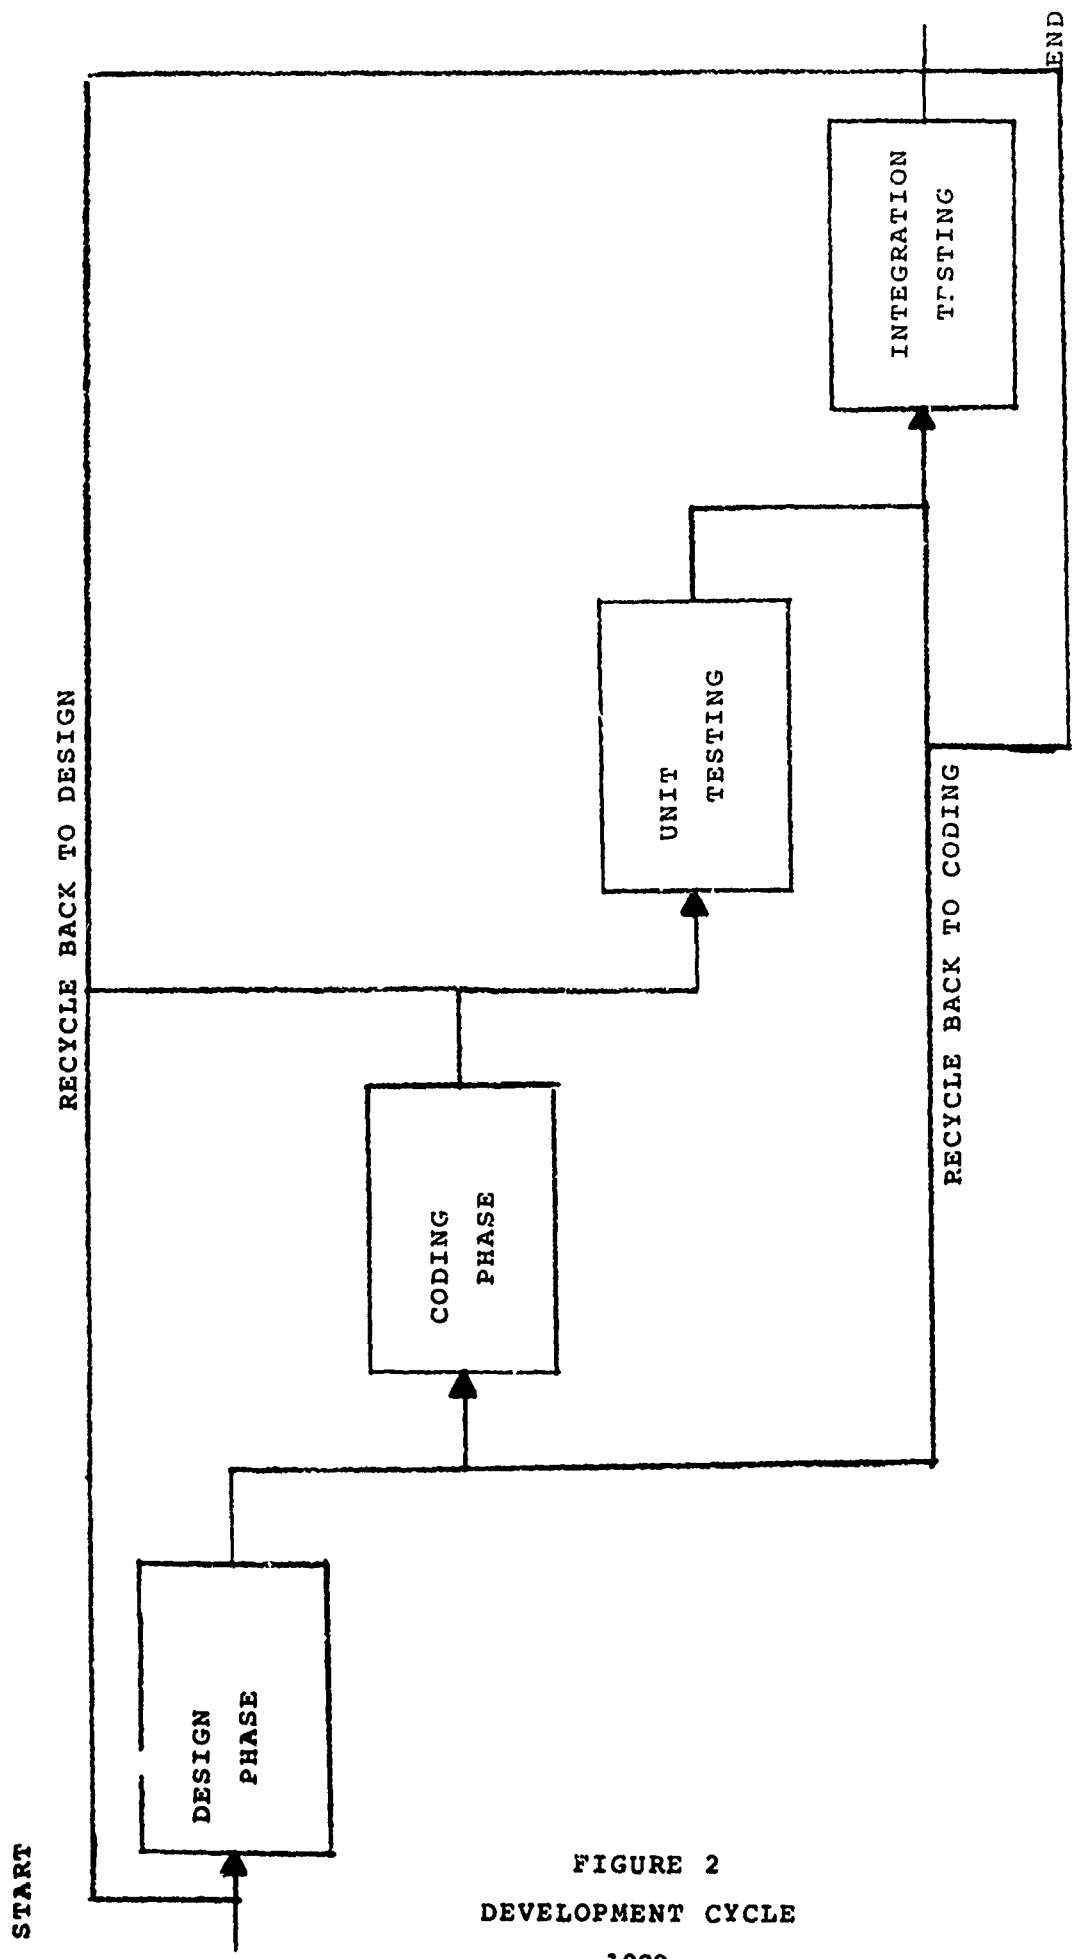 START
RECYCLE BACK TO DESIGN
DESIGN
PHASE
CODING
PHASE
UNIT
TESTING
INTEGRATION
TESTING
RECYCLE BACK TO CODING
END
FIGURE 2
DEVELOPMENT CYCLE